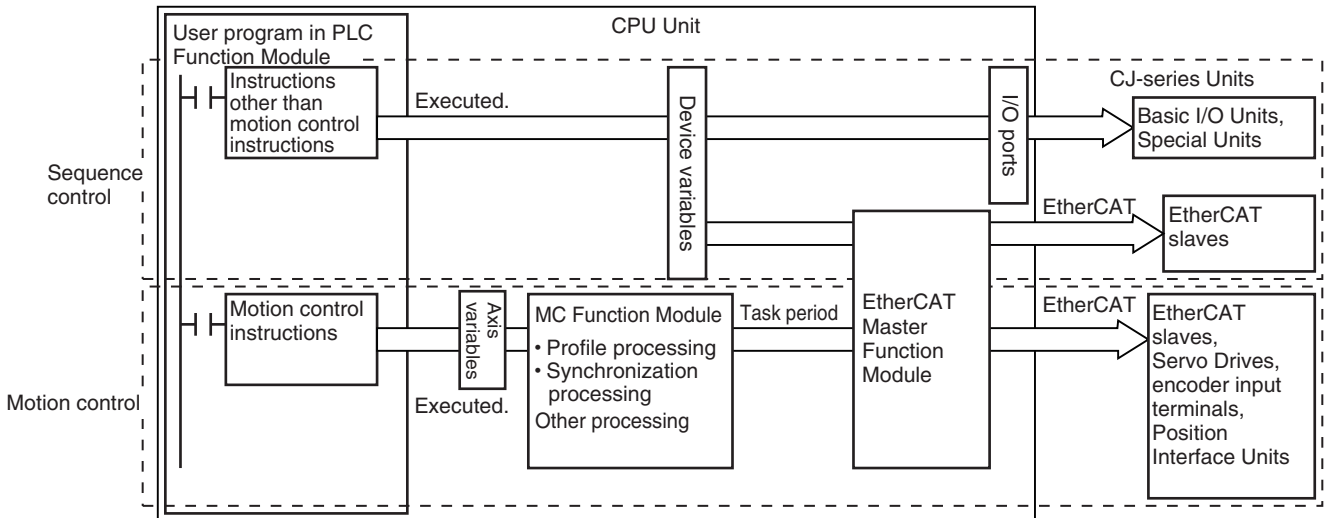 CPU Unit
User program in PLC
Function Module
Sequence
control
Instructions
other than
motion control
instructions
Executed.
Device variables
I/O ports
CJ-series Units
Basic I/O Units,
Special Units
EtherCAT
EtherCAT
slaves
Motion control
Motion control
instructions
Executed.
Axis
variables
MC Function Module
• Profile processing
• Synchronization
processing
Other processing
Task period
EtherCAT
Master
Function
Module
EtherCAT
EtherCAT
slaves,
Servo Drives,
encoder input
terminals,
Position
Interface Units